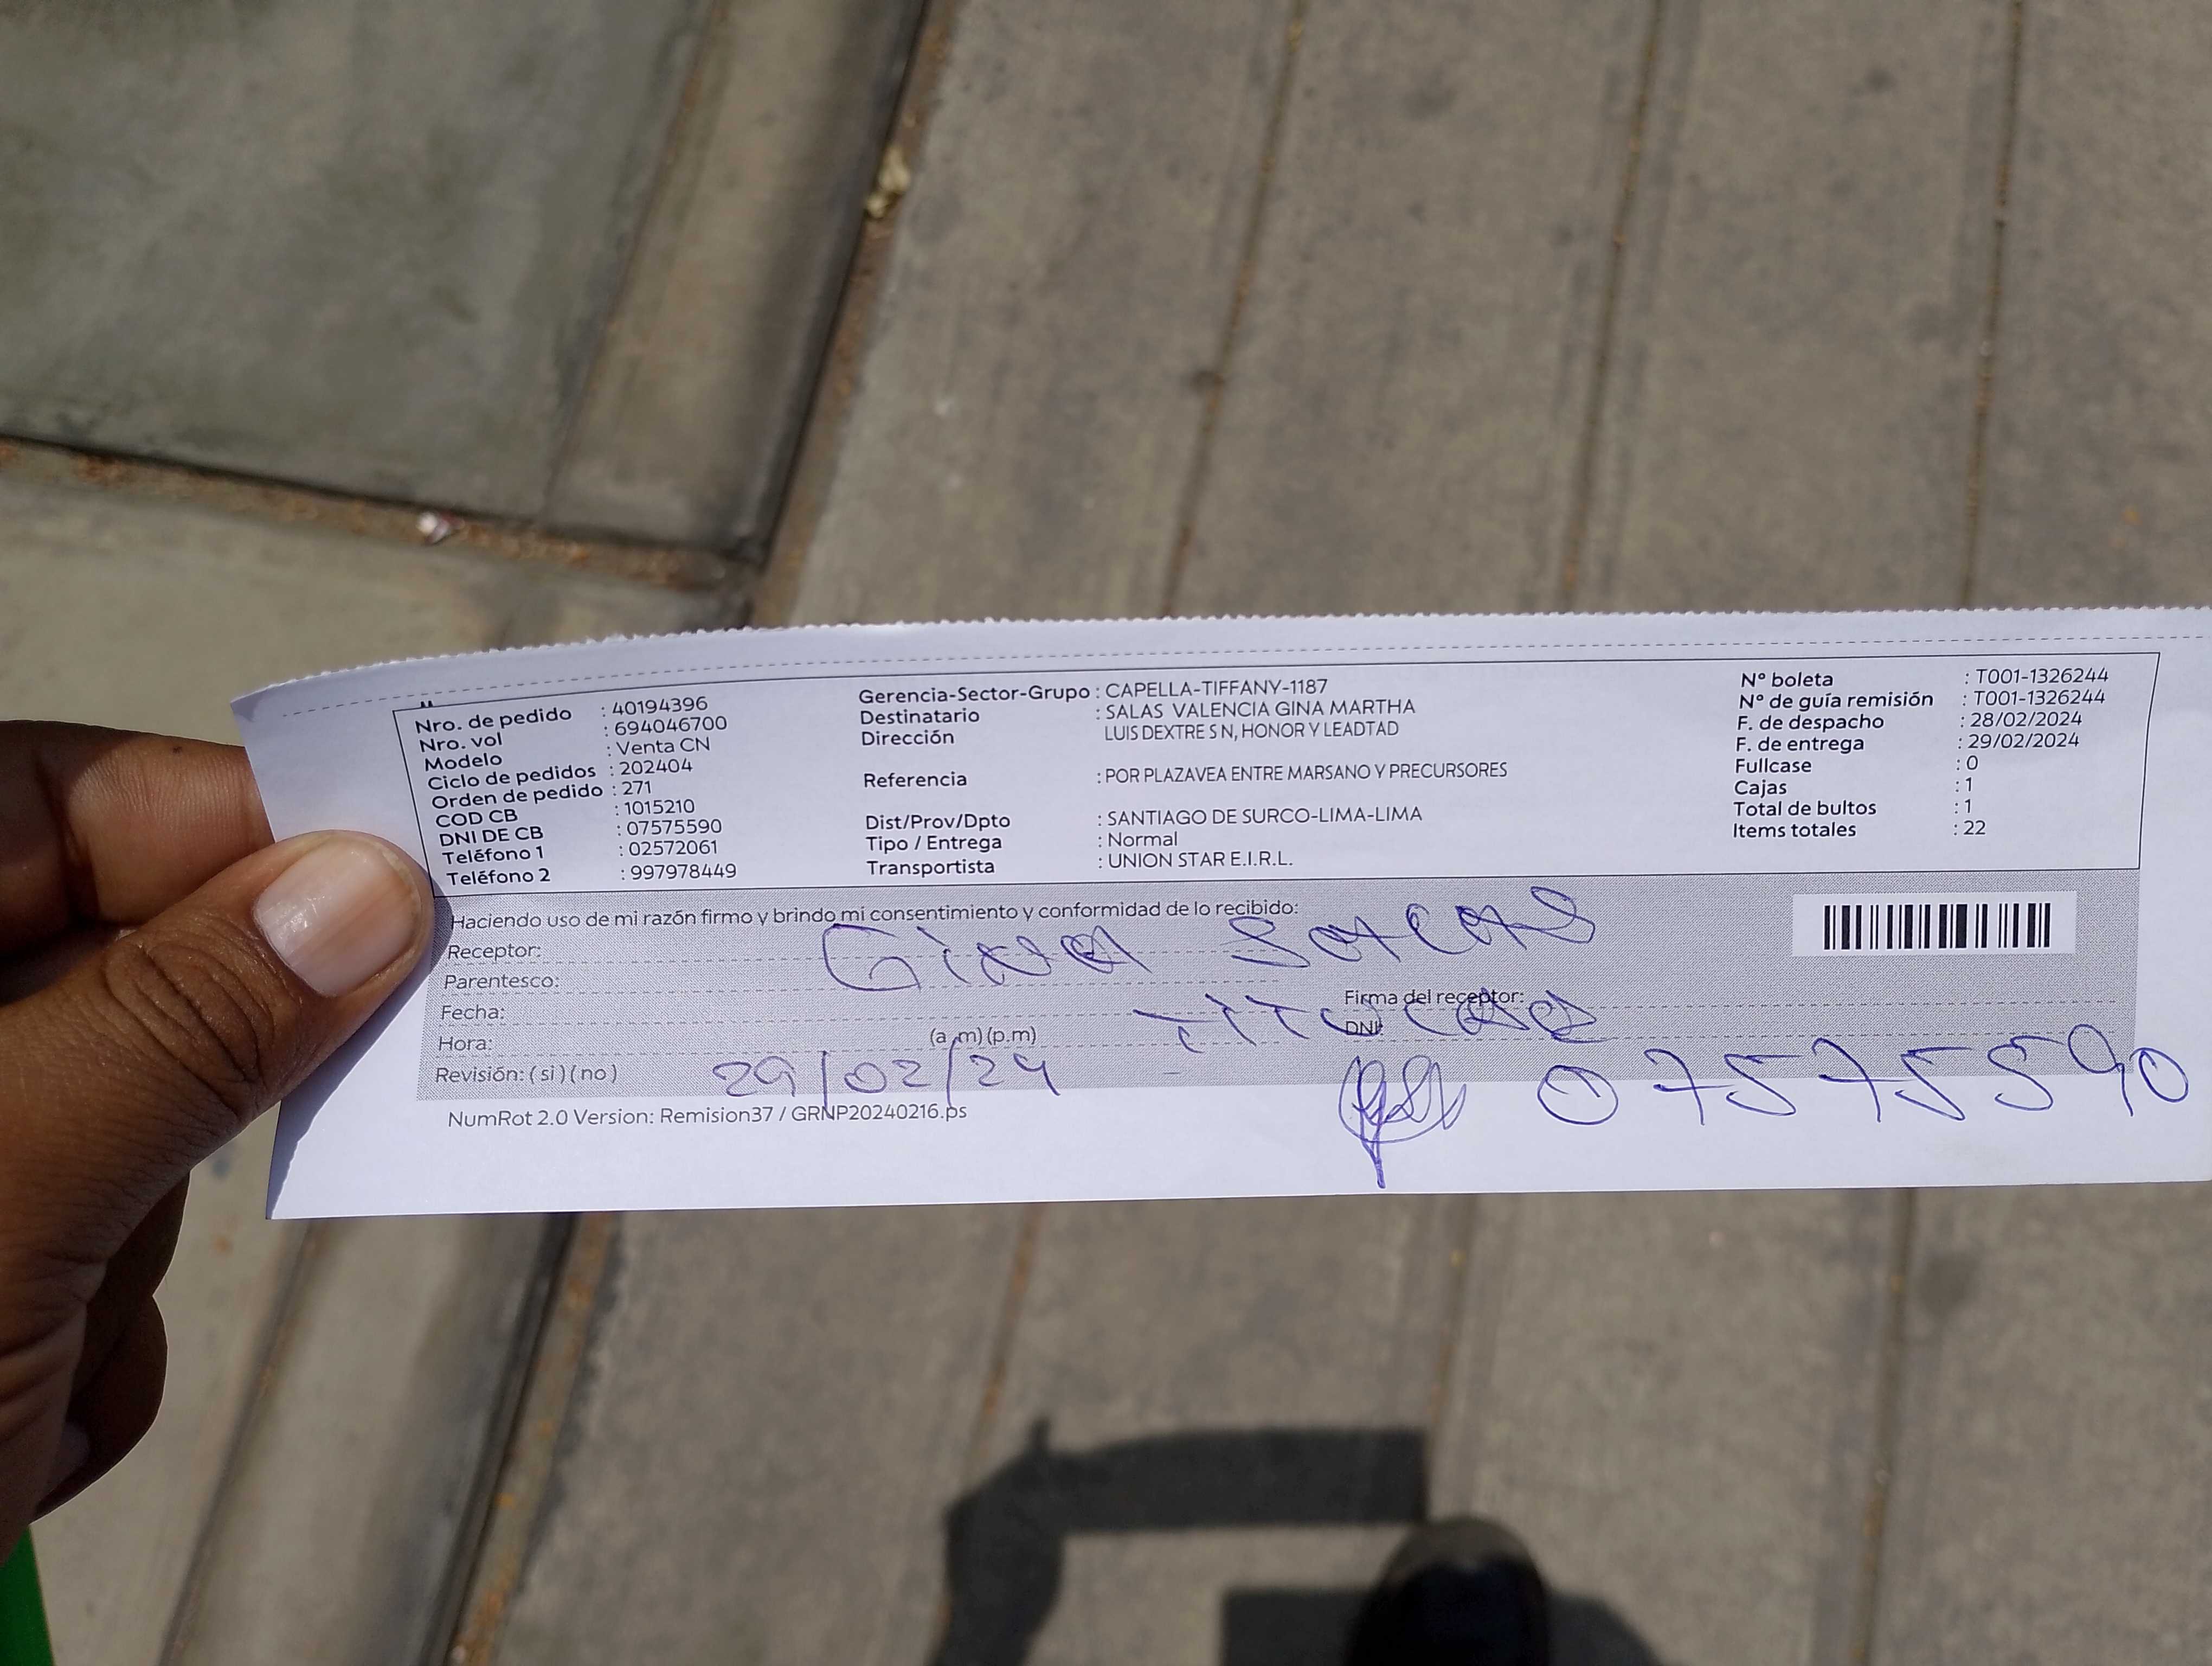 Nro. de pedido : 40194396
Nro. vol : 694046700
Modelo : Venta CN
Ciclo de pedidos : 202404
Orden de pedido : 271
COD CB : 1015210
DNI DE CB : 07575590
Teléfono 1 : 02572061
Teléfono 2 : 997978449
Gerencia-Sector-Grupo : CAPELLA-TIFFANY-1187
Destinatario : SALAS VALENCIA GINA MARTHA
Dirección LUIS DEXTRE S N, HONOR Y LEADTAD
Referencia : POR PLAZAVEA ENTRE MARSANO Y PRECURSORES
Dist/Prov/Dpto : SANTIAGO DE SURCO-LIMA-LIMA
Tipo / Entrega : Normal
Transportista : UNION STAR E.I.R.L.
N° boleta : T001-1326244
N° de guía remisión : T001-1326244
F. de despacho : 28/02/2024
F. de entrega : 29/02/2024
Fullcase : 0
Cajas : 1
Total de bultos : 1
Items totales : 22
Haciendo uso de mi razón firmo y brindo mi consentimiento y conformidad de lo recibido:
Receptor: Gina Salas
Parentesco:
Fecha: Titular
Firma del receptor:
Hora: (a.m) (p.m)
DNI:
Revisión: ( si ) ( no ) 29/02/24
07575590
NumRot 2.0 Version: Remision37 / GRNP20240216.ps